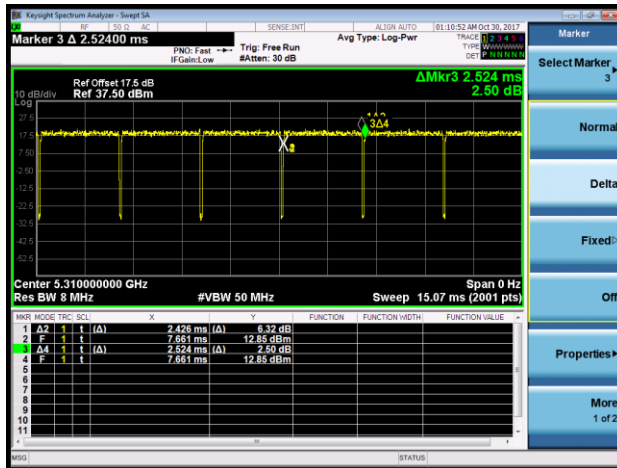 Keysight Spectrum Analyzer - Swept SA
RF 50 Ω AC SENSE:INT ALIGN AUTO 01:10:52 AM Oct 30, 2017
Marker 3 Δ 2.52400 ms
PNO: Fast
IFGain:Low
Trig: Free Run
#Atten: 30 dB
Avg Type: Log-Pwr
TRACE 1 2 3 4 5 6
TYPE WWWWWW
DET P NNNNN
Ref Offset 17.5 dB
Ref 37.50 dBm
10 dB/div
Log
ΔMkr3 2.524 ms
2.50 dB
27.5
17.5
7.50
-2.50
-12.5
-22.5
-32.5
-42.5
-52.5
3Δ4
Center 5.310000000 GHz
Span 0 Hz
Res BW 8 MHz
#VBW 50 MHz
Sweep 15.07 ms (2001 pts)
MKR MODE TRC SCL X Y FUNCTION FUNCTION WIDTH FUNCTION VALUE
1 Δ2 1 t (Δ) 2.426 ms (Δ) 6.32 dB
2 F 1 t 7.661 ms 12.85 dBm
3 Δ4 1 t (Δ) 2.524 ms (Δ) 2.50 dB
4 F 1 t 7.661 ms 12.85 dBm
5
6
7
8
9
10
11
MSG
STATUS
Marker
Select Marker
3
Normal
Delta
Fixed
Off
Properties
More
1 of 2